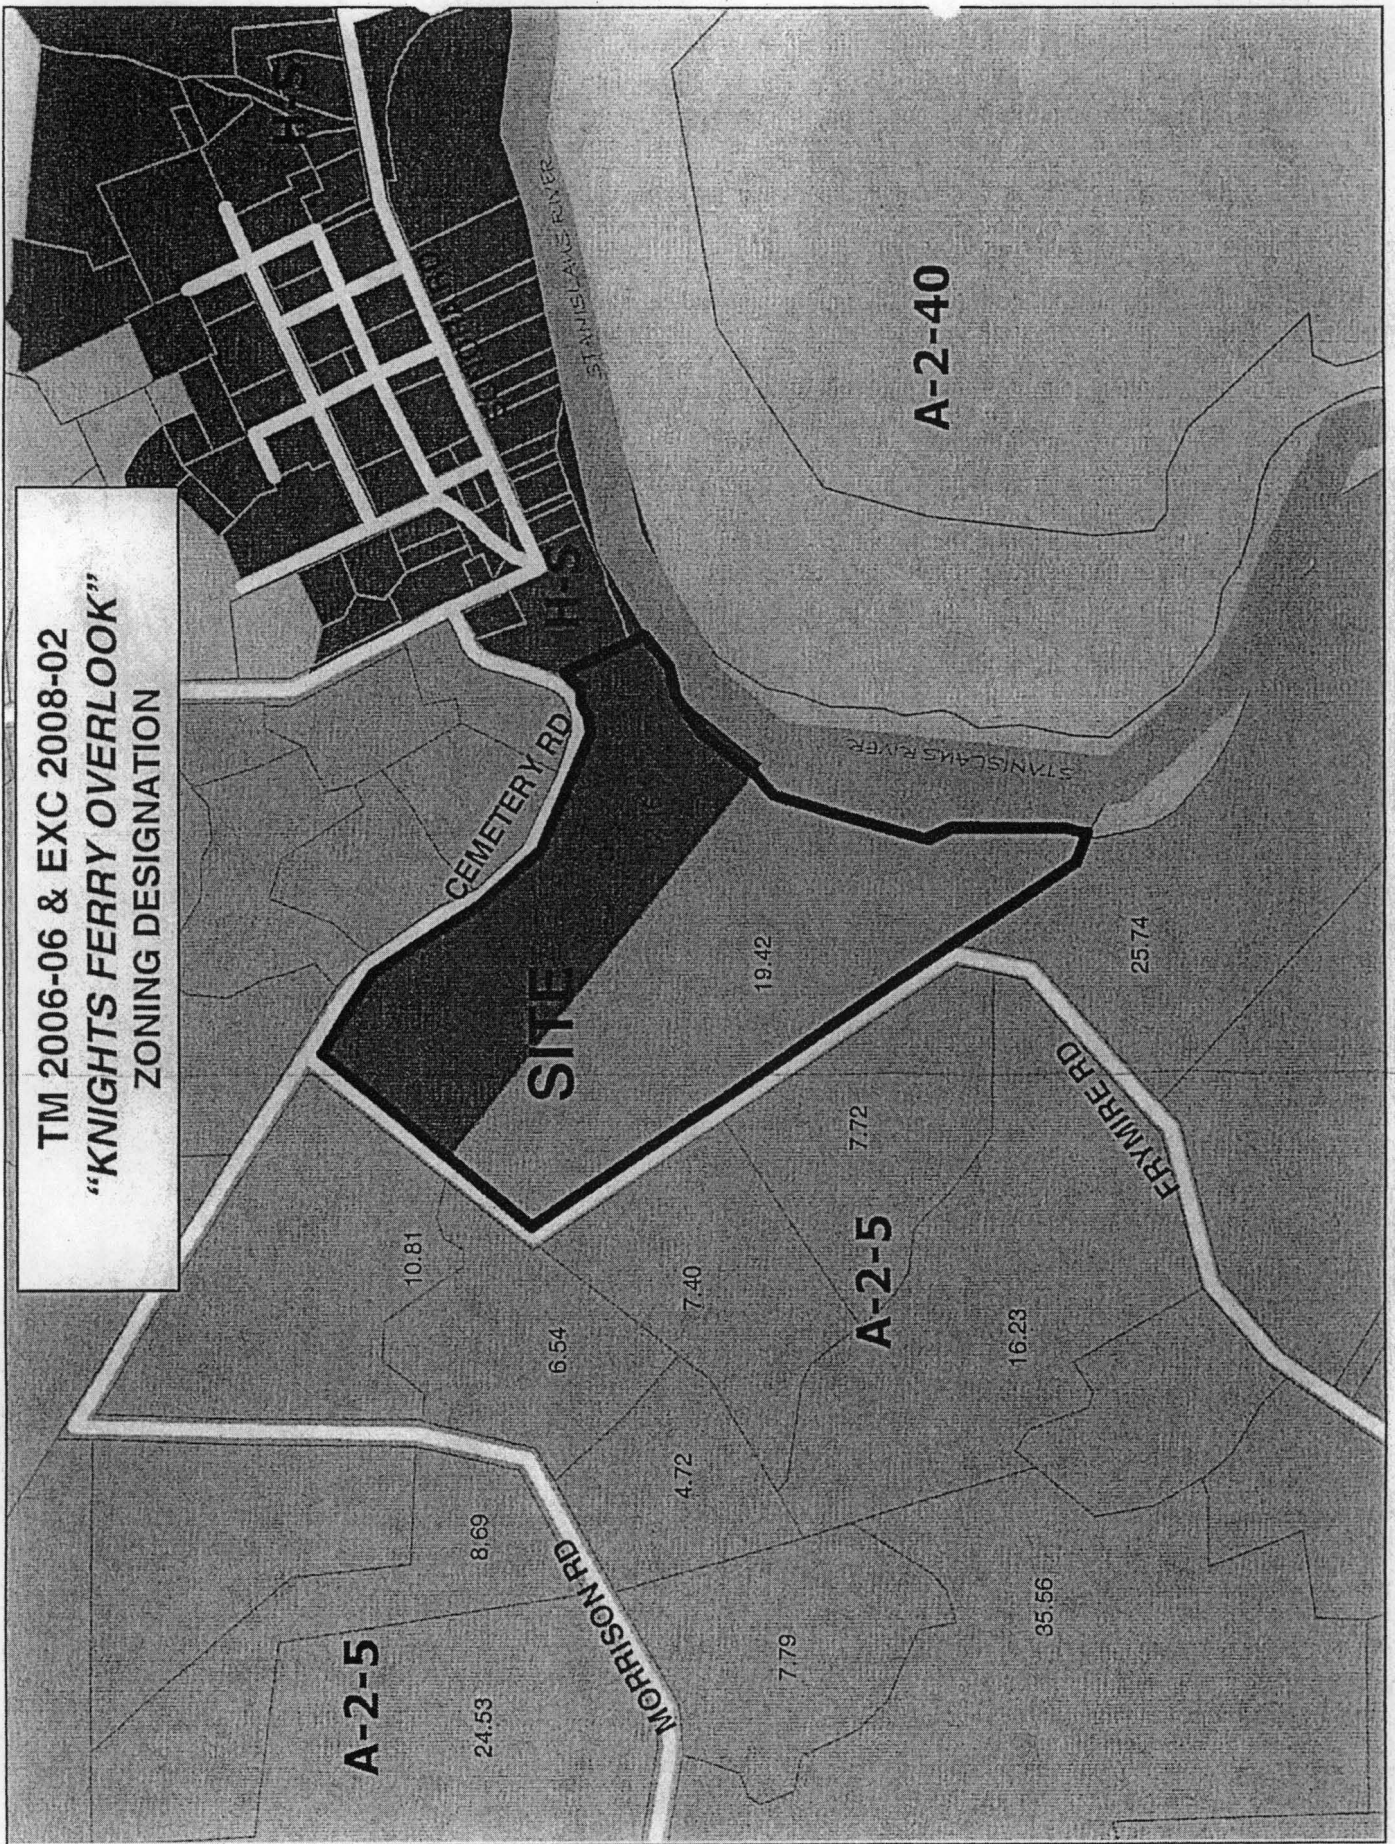 TM 2006-06 & EXC 2008-02
“KNIGHTS FERRY OVERLOOK”
ZONING DESIGNATION
H-S
STANISLAUS RIVER
A-2-40
H-S
STANISLAUS RIVER
CEMETERY RD
SITE
19.42
25.74
FRYMIRE RD
7.72
A-2-5
10.81
7.40
6.54
16.23
4.72
8.69
MORRISON RD
35.56
7.79
A-2-5
24.53